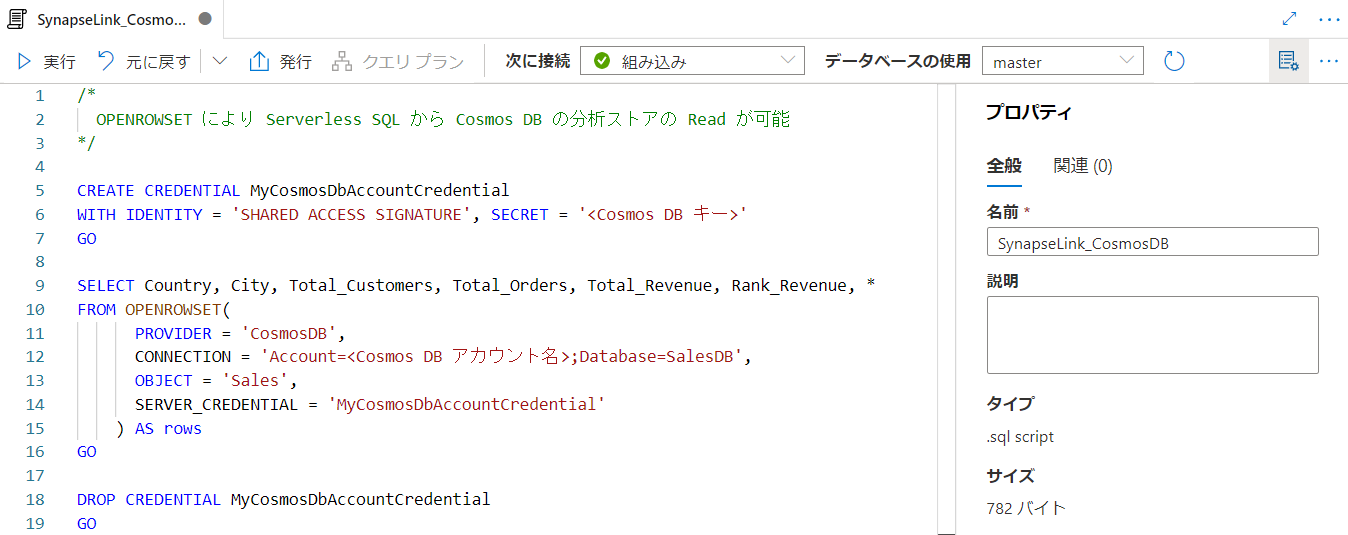 SynapseLink_Cosmo...
実行 元に戻す 発行 クエリ プラン 次に接続 組み込み データベースの使用 master
1 /*
2 OPENROWSET により Serverless SQL から Cosmos DB の分析ストアの Read が可能
3 */
4
5 CREATE CREDENTIAL MyCosmosDbAccountCredential
6 WITH IDENTITY = 'SHARED ACCESS SIGNATURE', SECRET = '<Cosmos DB キー>'
7 GO
8
9 SELECT Country, City, Total_Customers, Total_Orders, Total_Revenue, Rank_Revenue, *
10 FROM OPENROWSET(
11 PROVIDER = 'CosmosDB',
12 CONNECTION = 'Account=<Cosmos DB アカウント名>;Database=SalesDB',
13 OBJECT = 'Sales',
14 SERVER_CREDENTIAL = 'MyCosmosDbAccountCredential'
15 ) AS rows
16 GO
17
18 DROP CREDENTIAL MyCosmosDbAccountCredential
19 GO
プロパティ
全般 関連 (0)
名前 *
SynapseLink_CosmosDB
説明
タイプ
.sql script
サイズ
782 バイト